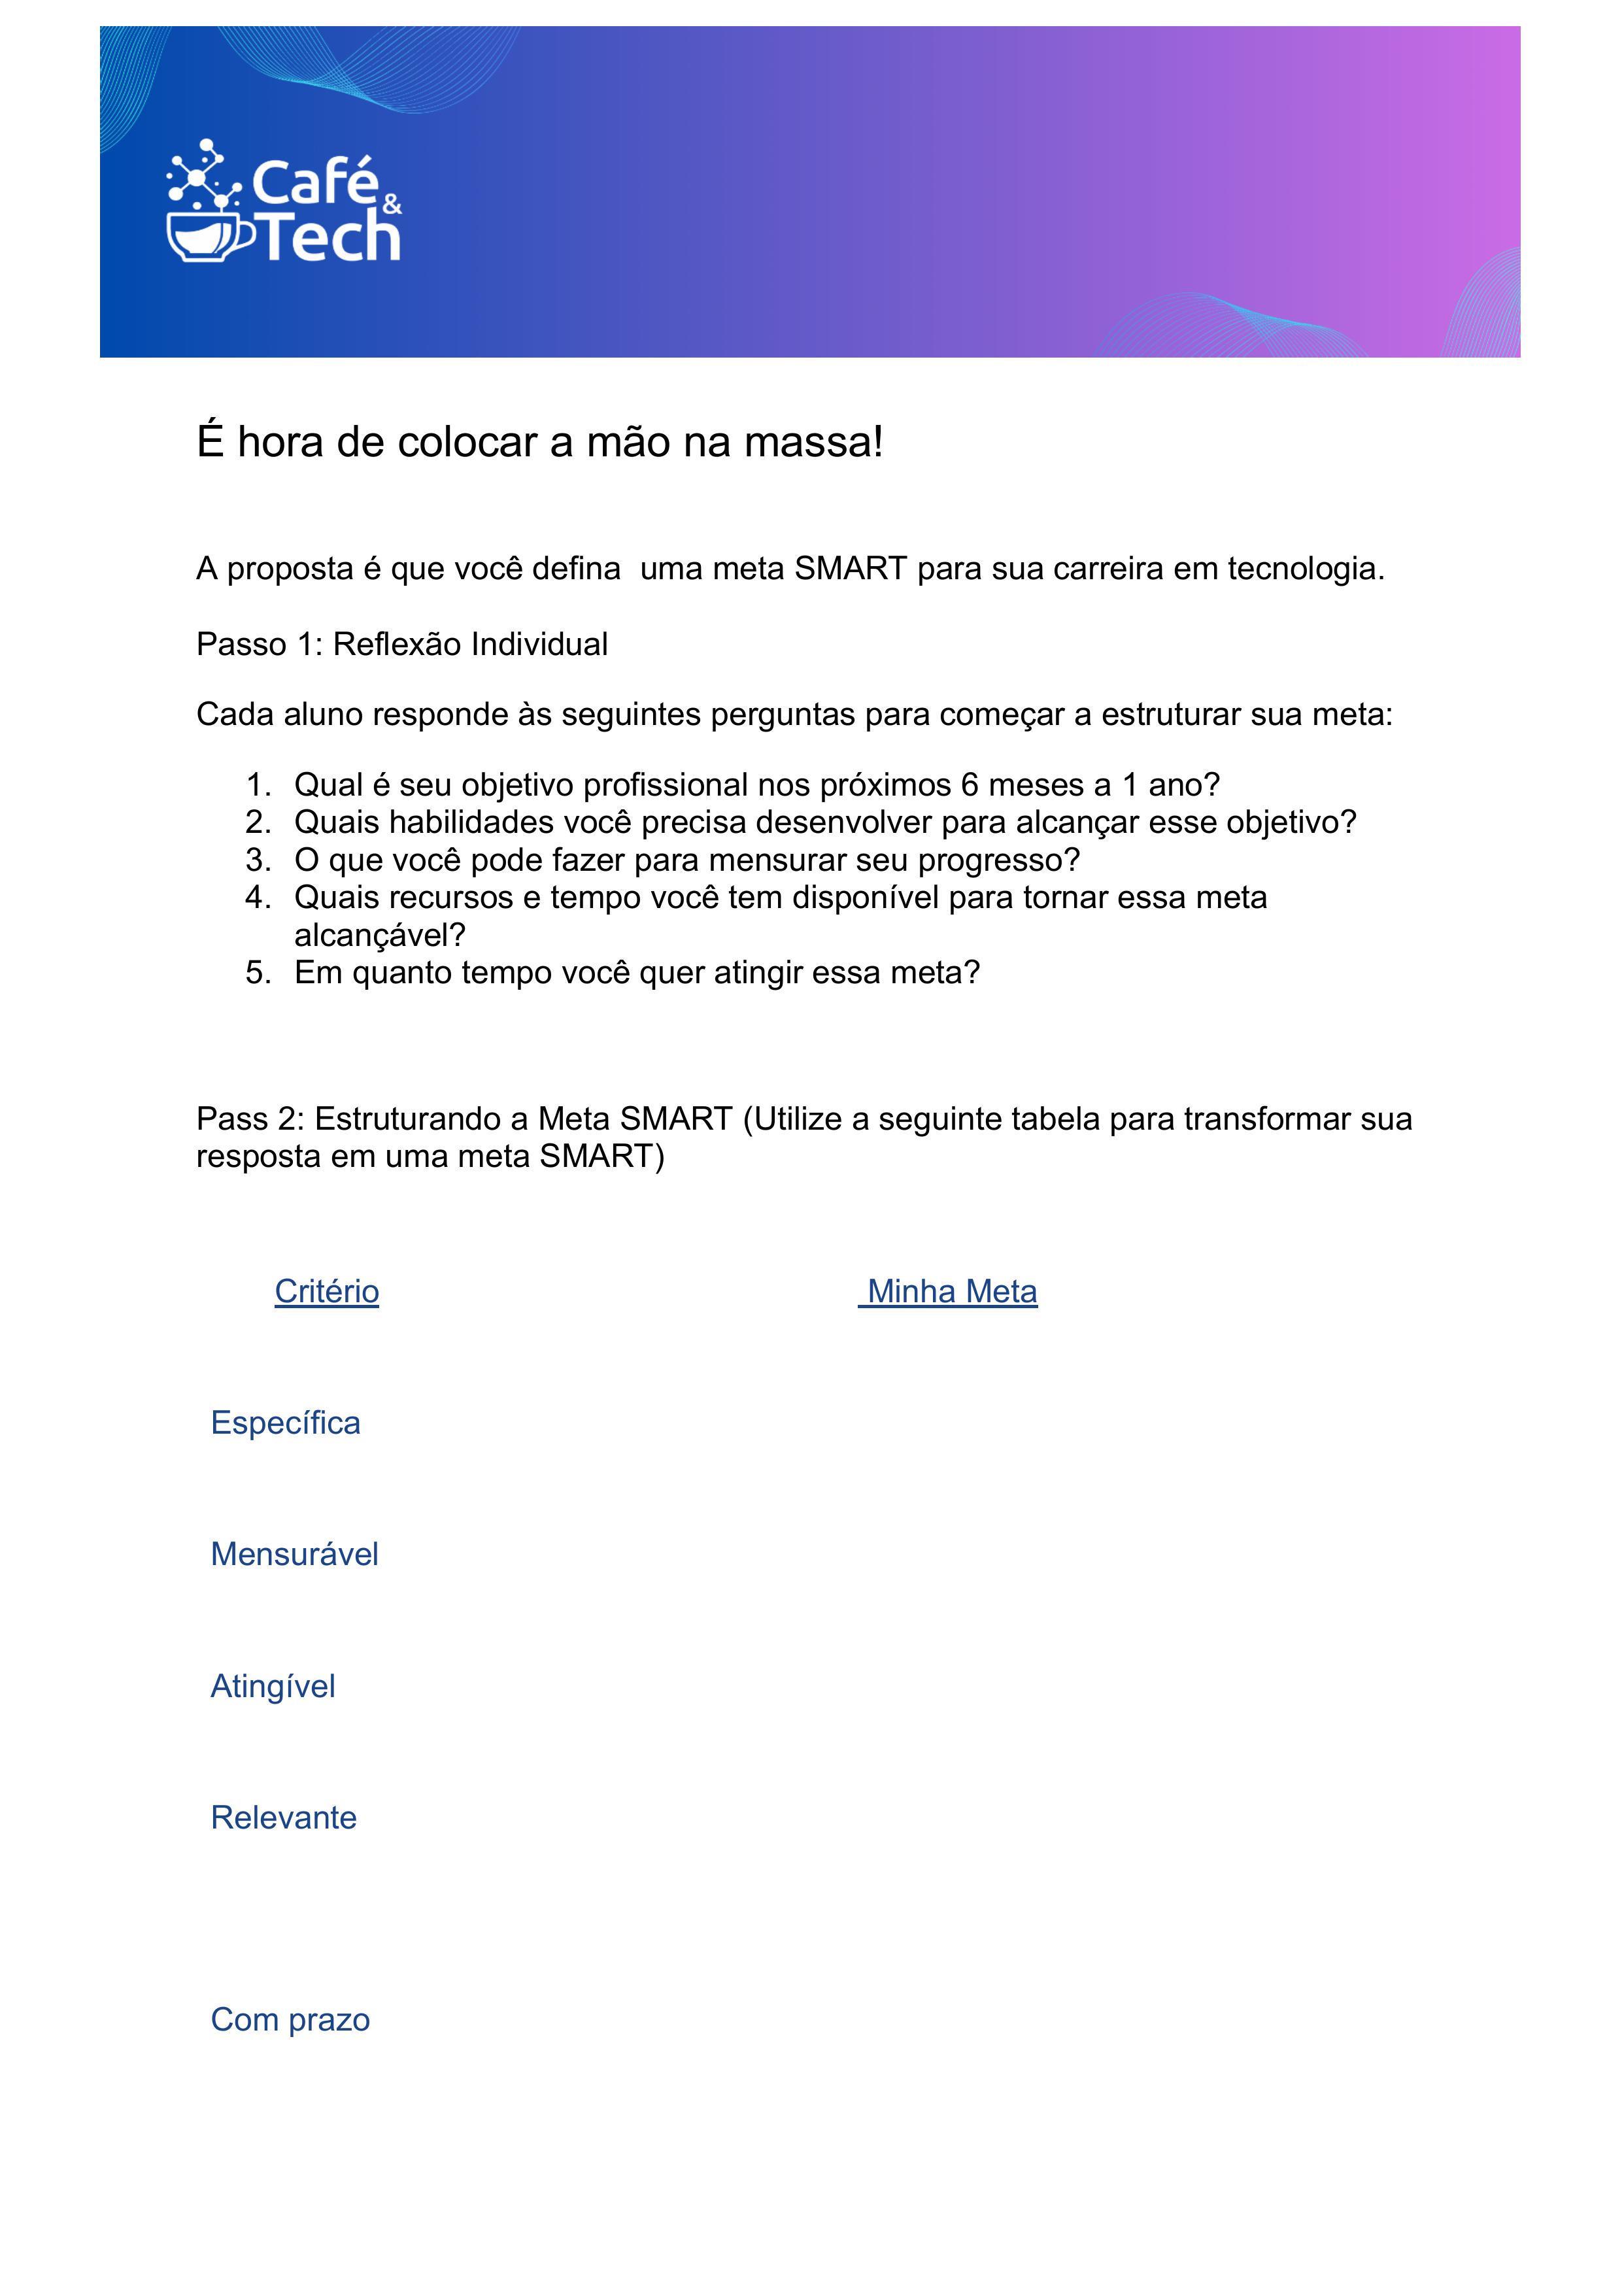 Café
&
Tech
É hora de colocar a mão na massa!
A proposta é que você defina  uma meta SMART para sua carreira em tecnologia.
Passo 1: Reflexão Individual
Cada aluno responde às seguintes perguntas para começar a estruturar sua meta:
1. Qual é seu objetivo profissional nos próximos 6 meses a 1 ano?
2. Quais habilidades você precisa desenvolver para alcançar esse objetivo?
3. O que você pode fazer para mensurar seu progresso?
4. Quais recursos e tempo você tem disponível para tornar essa meta
alcançável?
5. Em quanto tempo você quer atingir essa meta?
Pass 2: Estruturando a Meta SMART (Utilize a seguinte tabela para transformar sua
resposta em uma meta SMART)
Critério Minha Meta
Específica
Mensurável
Atingível
Relevante
Com prazo